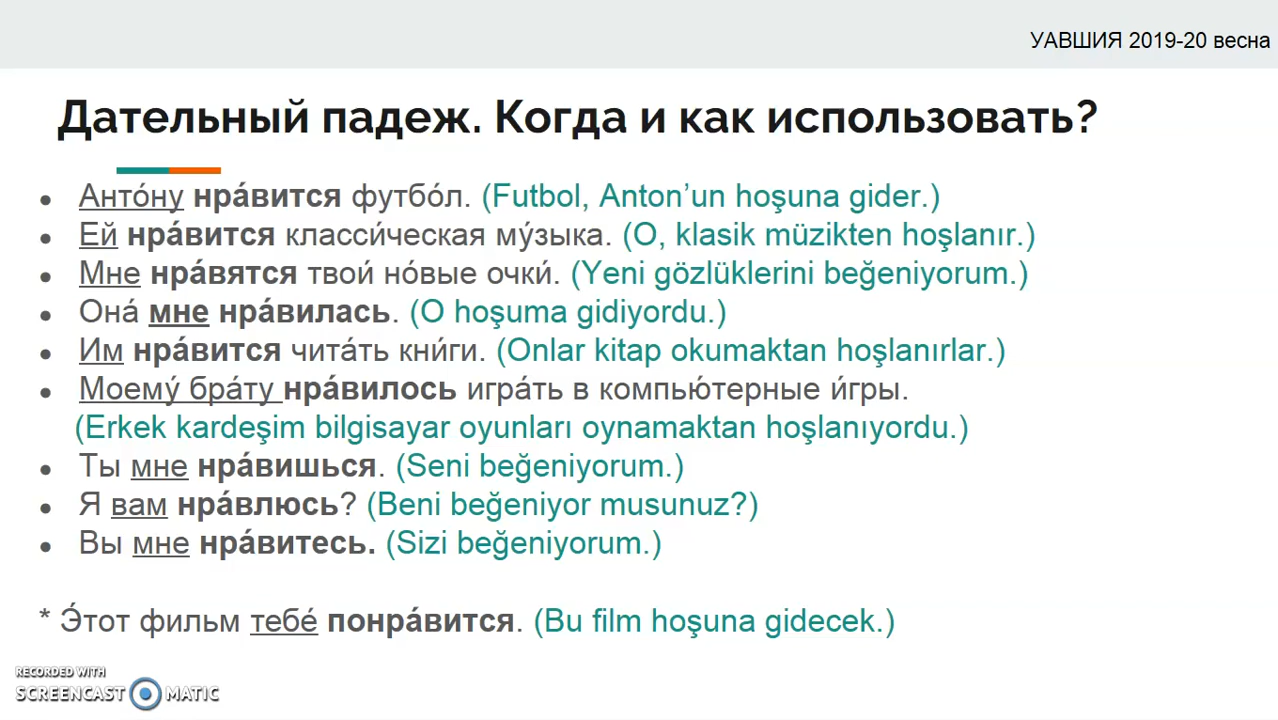 УАВШИЯ 2019-20 весна
Дательный падеж. Когда и как использовать?
● Анто́ну нра́вится футбо́л. (Futbol, Anton’un hoşuna gider.)
● Ей нра́вится класси́ческая му́зыка. (O, klasik müzikten hoşlanır.)
● Мне нра́вятся твои́ но́вые очки́. (Yeni gözlüklerini beğeniyorum.)
● Она́ мне нра́вилась. (O hoşuma gidiyordu.)
● Им нра́вится чита́ть кни́ги. (Onlar kitap okumaktan hoşlanırlar.)
● Моему́ бра́ту нра́вилось игра́ть в компью́терные и́гры.
(Erkek kardeşim bilgisayar oyunları oynamaktan hoşlanıyordu.)
● Ты мне нра́вишься. (Seni beğeniyorum.)
● Я вам нра́влюсь? (Beni beğeniyor musunuz?)
● Вы мне нра́витесь. (Sizi beğeniyorum.)
* Э́тот фильм тебе́ понра́вится. (Bu film hoşuna gidecek.)
RECORDED WITH
SCREENCAST MATIC